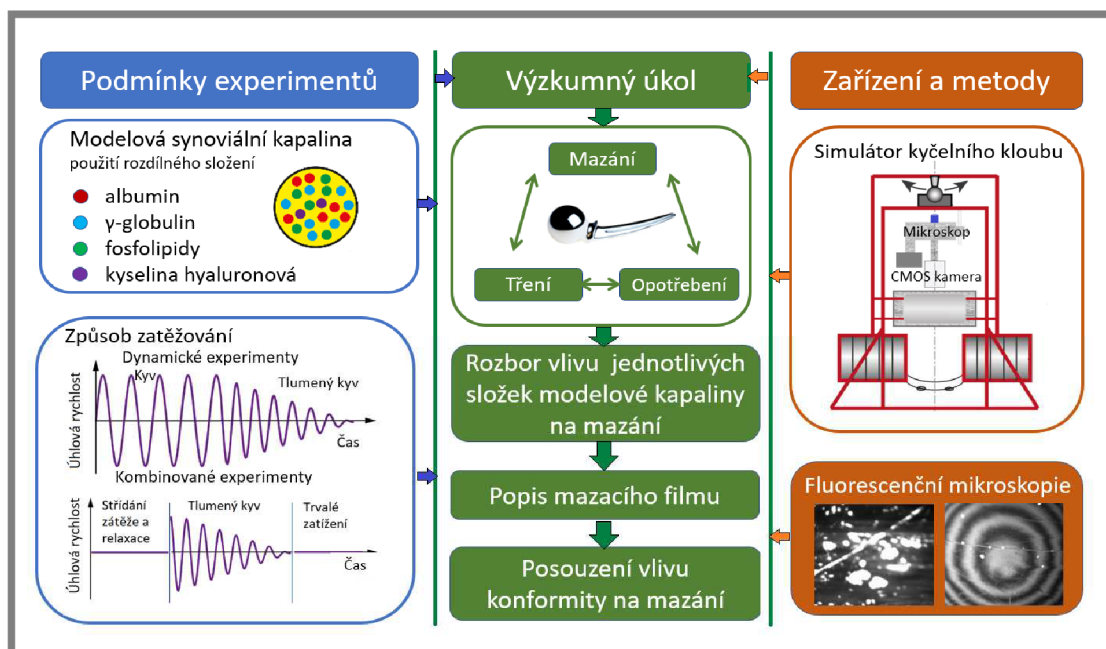 Podmínky experimentů
Modelová synoviální kapalina
použití rozdílného složení
albumin
γ-globulin
fosfolipidy
kyselina hyaluronová
Způsob zatěžování
Dynamické experimenty
Kyv
Tlumený kyv
Úhlová rychlost
Čas
Kombinované experimenty
Střídání
zátěže a
relaxace
Tlumený kyv
Trvalé
zatížení
Úhlová rychlost
Čas
Výzkumný úkol
Mazání
Tření
Opotřebení
Rozbor vlivu jednotlivých
složek modelové kapaliny
na mazání
Popis mazacího filmu
Posouzení vlivu
konformity na mazání
Zařízení a metody
Simulátor kyčelního kloubu
Mikroskop
CMOS kamera
Fluorescenční mikroskopie